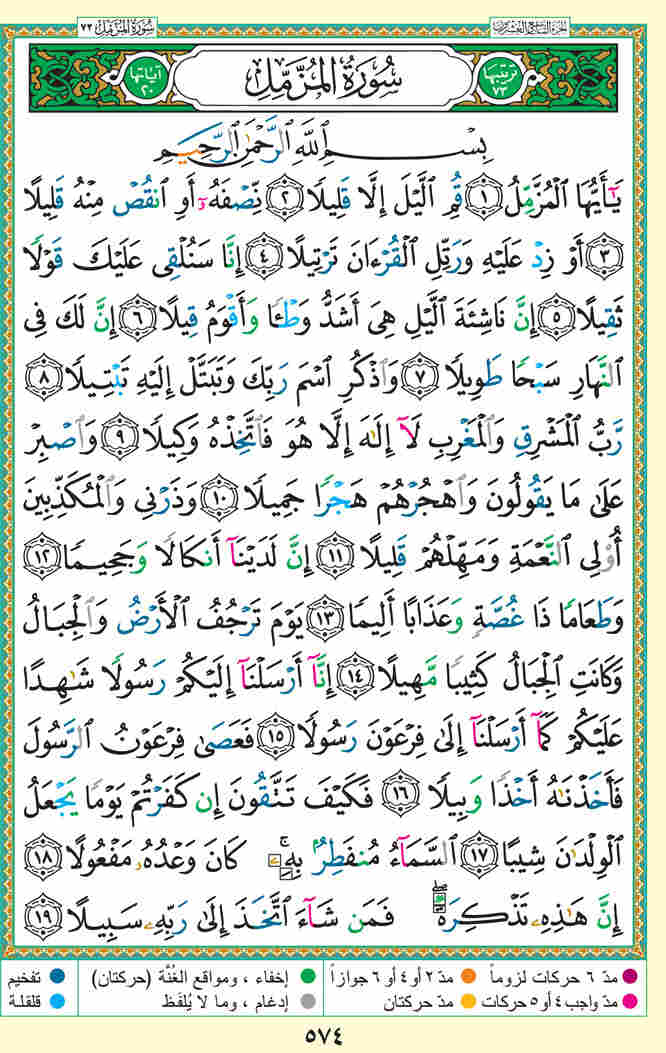 الجزء التاسع والعشرون
سُورَةُ المُزَّمِّل ٧٣
ترتيبها ٧٣
سُورَةُ الْمُزَّمِّلِ
آياتها ٢٠
بِسْمِ ٱللَّهِ ٱلرَّحْمَٰنِ ٱلرَّحِيمِ
يَٰٓأَيُّهَا ٱلْمُزَّمِّلُ ١ قُمِ ٱلَّيْلَ إِلَّا قَلِيلًا ٢ نِّصْفَهُۥٓ أَوِ ٱنقُصْ مِنْهُ قَلِيلًا
٣ أَوْ زِدْ عَلَيْهِ وَرَتِّلِ ٱلْقُرْءَانَ تَرْتِيلًا ٤ إِنَّا سَنُلْقِى عَلَيْكَ قَوْلًا
ثَقِيلًا ٥ إِنَّ نَاشِئَةَ ٱلَّيْلِ هِىَ أَشَدُّ وَطْـًٔا وَأَقْوَمُ قِيلًا ٦ إِنَّ لَكَ فِى
ٱلنَّهَارِ سَبْحًا طَوِيلًا ٧ وَٱذْكُرِ ٱسْمَ رَبِّكَ وَتَبَتَّلْ إِلَيْهِ تَبْتِيلًا ٨
رَّبُّ ٱلْمَشْرِقِ وَٱلْمَغْرِبِ لَآ إِلَٰهَ إِلَّا هُوَ فَٱتَّخِذْهُ وَكِيلًا ٩ وَٱصْبِرْ
عَلَىٰ مَا يَقُولُونَ وَٱهْجُرْهُمْ هَجْرًا جَمِيلًا ١٠ وَذَرْنِى وَٱلْمُكَذِّبِينَ
أُو۟لِى ٱلنَّعْمَةِ وَمَهِّلْهُمْ قَلِيلًا ١١ إِنَّ لَدَيْنَآ أَنكَالًا وَجَحِيمًا ١٢
وَطَعَامًا ذَا غُصَّةٍ وَعَذَابًا أَلِيمًا ١٣ يَوْمَ تَرْجُفُ ٱلْأَرْضُ وَٱلْجِبَالُ
وَكَانَتِ ٱلْجِبَالُ كَثِيبًا مَّهِيلًا ١٤ إِنَّآ أَرْسَلْنَآ إِلَيْكُمْ رَسُولًا شَٰهِدًا
عَلَيْكُمْ كَمَآ أَرْسَلْنَآ إِلَىٰ فِرْعَوْنَ رَسُولًا ١٥ فَعَصَىٰ فِرْعَوْنُ ٱلرَّسُولَ
فَأَخَذْنَٰهُ أَخْذًا وَبِيلًا ١٦ فَكَيْفَ تَتَّقُونَ إِن كَفَرْتُمْ يَوْمًا يَجْعَلُ
ٱلْوِلْدَٰنَ شِيبًا ١٧ ٱلسَّمَآءُ مُنفَطِرٌۢ بِهِۦ ۚ كَانَ وَعْدُهُۥ مَفْعُولًا ١٨
إِنَّ هَٰذِهِۦ تَذْكِرَةٌ ۖ فَمَن شَآءَ ٱتَّخَذَ إِلَىٰ رَبِّهِۦ سَبِيلًا ١٩
مدّ ٦ حركات لزوماً مدّ ٢ أو ٤ أو ٦ جوازاً إخفاء ، ومواقع الغُنَّة (حركتان) تفخيم
مدّ واجب ٤ أو ٥ حركات مدّ حركتان إدغام ، وما لا يُلفَظ قلقلة
٥٧٤